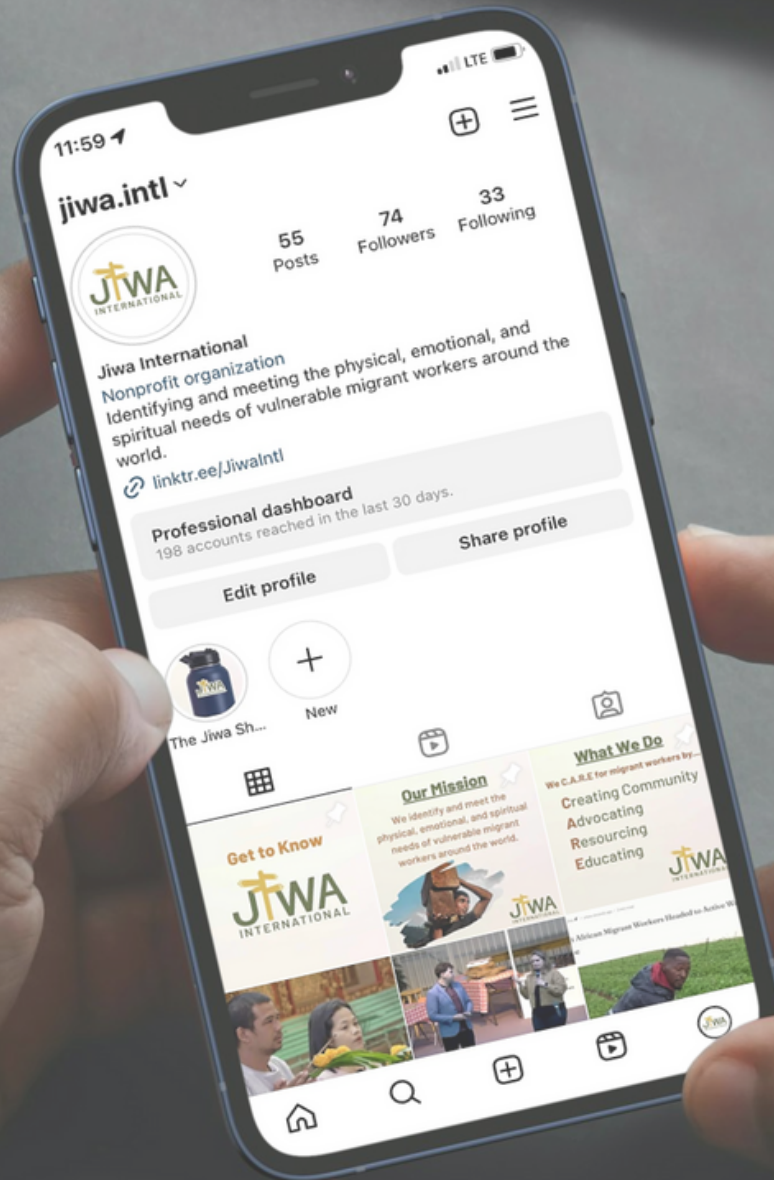 11:59
LTE
jiwa.intl
55
Posts
74
Followers
33
Following
JIWA
INTERNATIONAL
Jiwa International
Nonprofit organization
Identifying and meeting the physical, emotional, and
spiritual needs of vulnerable migrant workers around the
world.
linktr.ee/JiwaIntl
Professional dashboard
198 accounts reached in the last 30 days.
Edit profile
Share profile
JIWA
The Jiwa Sh...
New
Get to Know
JIWA
INTERNATIONAL
Our Mission
We identify and meet the
physical, emotional, and spiritual
needs of vulnerable migrant
workers around the world.
JIWA
INTERNATIONAL
What We Do
We C.A.R.E for migrant workers by...
Creating Community
Advocating
Resourcing
Educating
JIWA
INTERNATIONAL
African Migrant Workers Headed to Active
JIWA